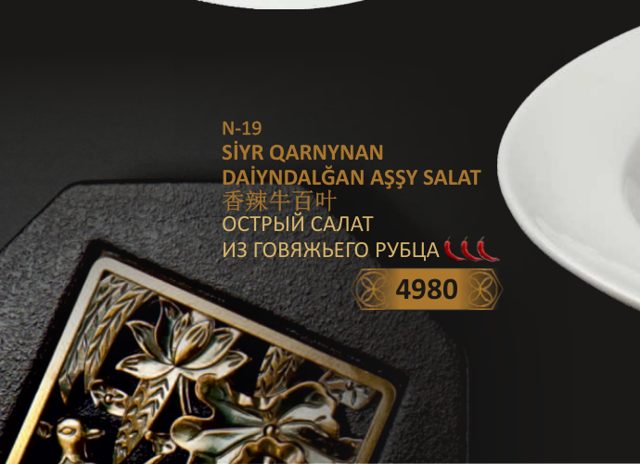 N-19
SİYR QARNYNAN
DAİYNDALĞAN AŞŞY SALAT
香辣牛百叶
ОСТРЫЙ САЛАТ
ИЗ ГОВЯЖЬЕГО РУБЦА
4980